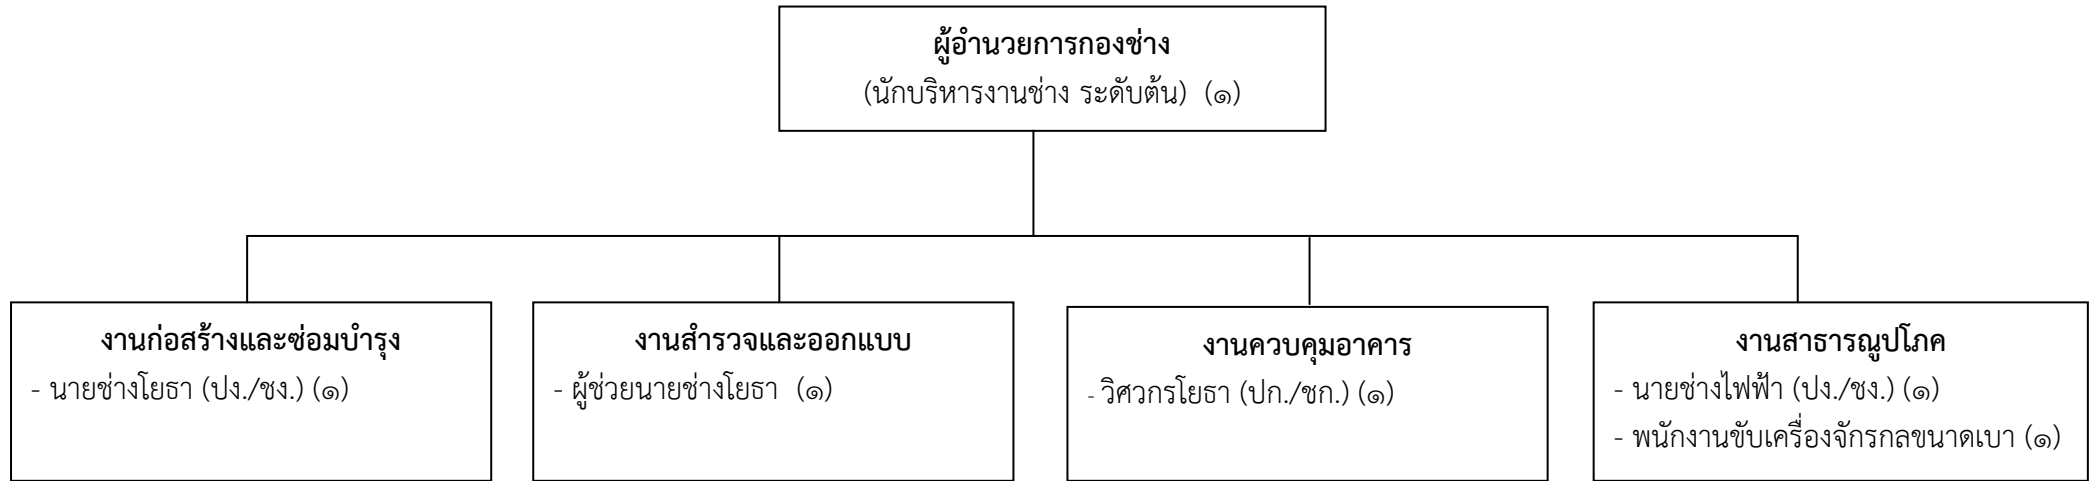 ผู้อำนวยการกองช่าง
(นักบริหารงานช่าง ระดับต้น) (๑)
งานก่อสร้างและซ่อมบำรุง
- นายช่างโยธา (ปง./ชง.) (๑)
งานสำรวจและออกแบบ
- ผู้ช่วยนายช่างโยธา (๑)
งานควบคุมอาคาร
- วิศวกรโยธา (ปก./ชก.) (๑)
งานสาธารณูปโภค
- นายช่างไฟฟ้า (ปง./ชง.) (๑)
- พนักงานขับเครื่องจักรกลขนาดเบา (๑)